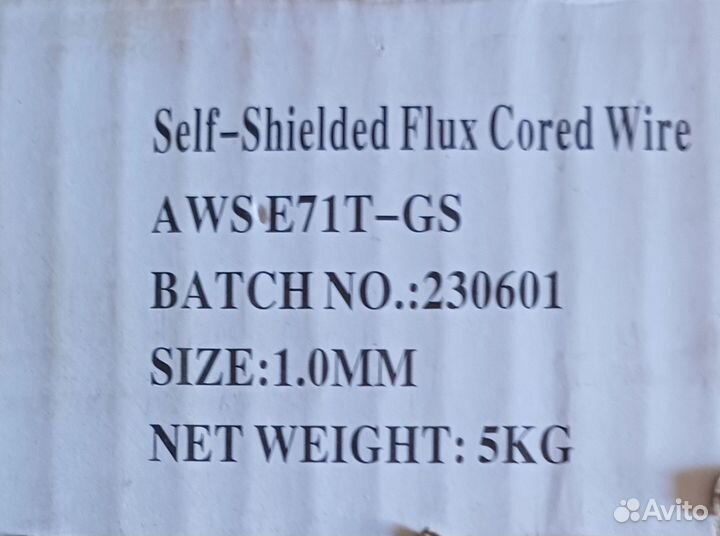 Self-Shielded Flux Cored Wire
AWS E71T-GS
BATCH NO.:230601
SIZE:1.0MM
NET WEIGHT: 5KG
Avito